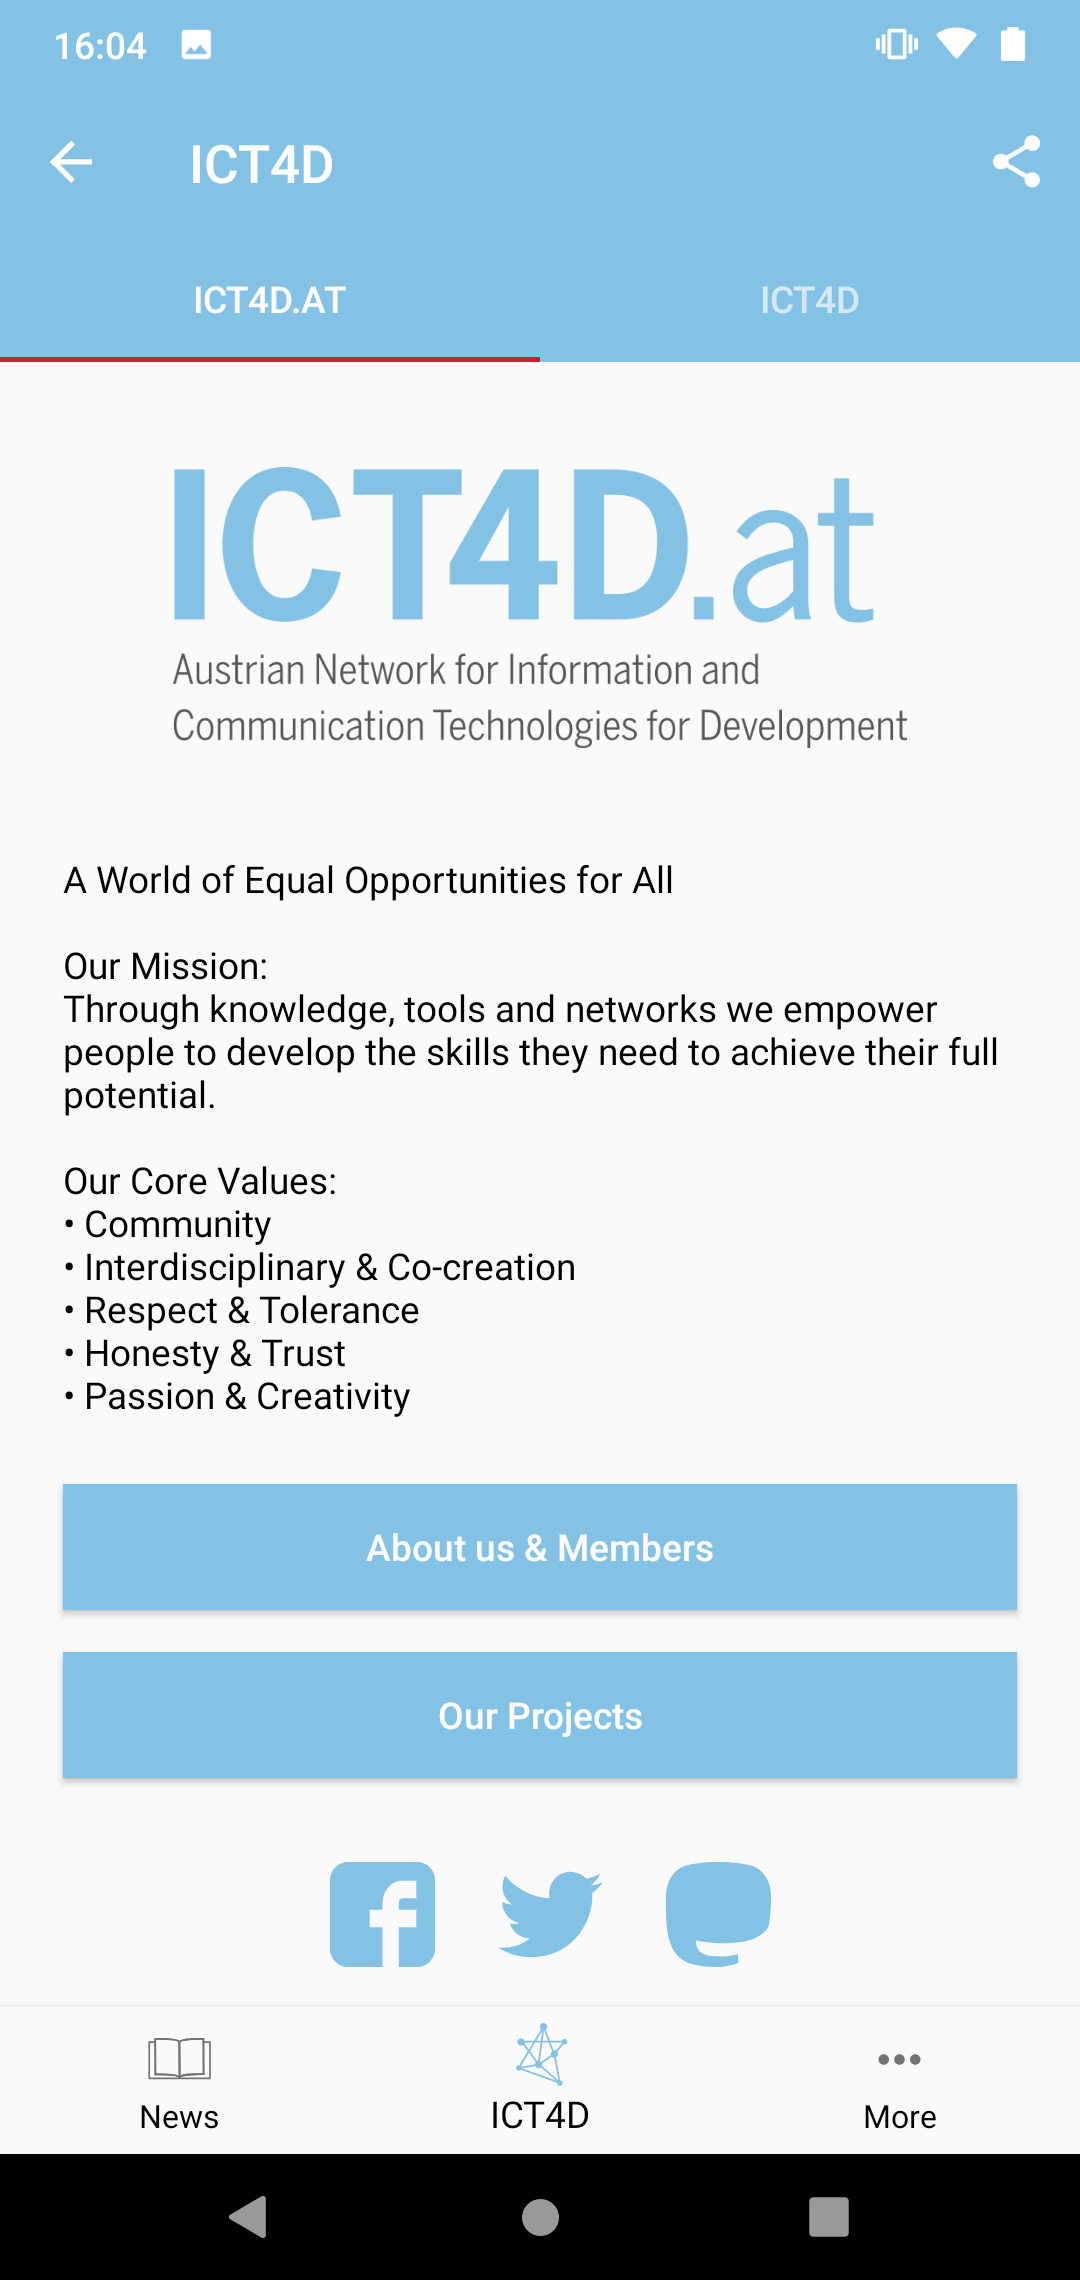 16:04
ICT4D
ICT4D.AT
ICT4D
ICT4D.at
Austrian Network for Information and
Communication Technologies for Development
A World of Equal Opportunities for All
Our Mission:
Through knowledge, tools and networks we empower
people to develop the skills they need to achieve their full
potential.
Our Core Values:
• Community
• Interdisciplinary & Co-creation
• Respect & Tolerance
• Honesty & Trust
• Passion & Creativity
About us & Members
Our Projects
News
ICT4D
More